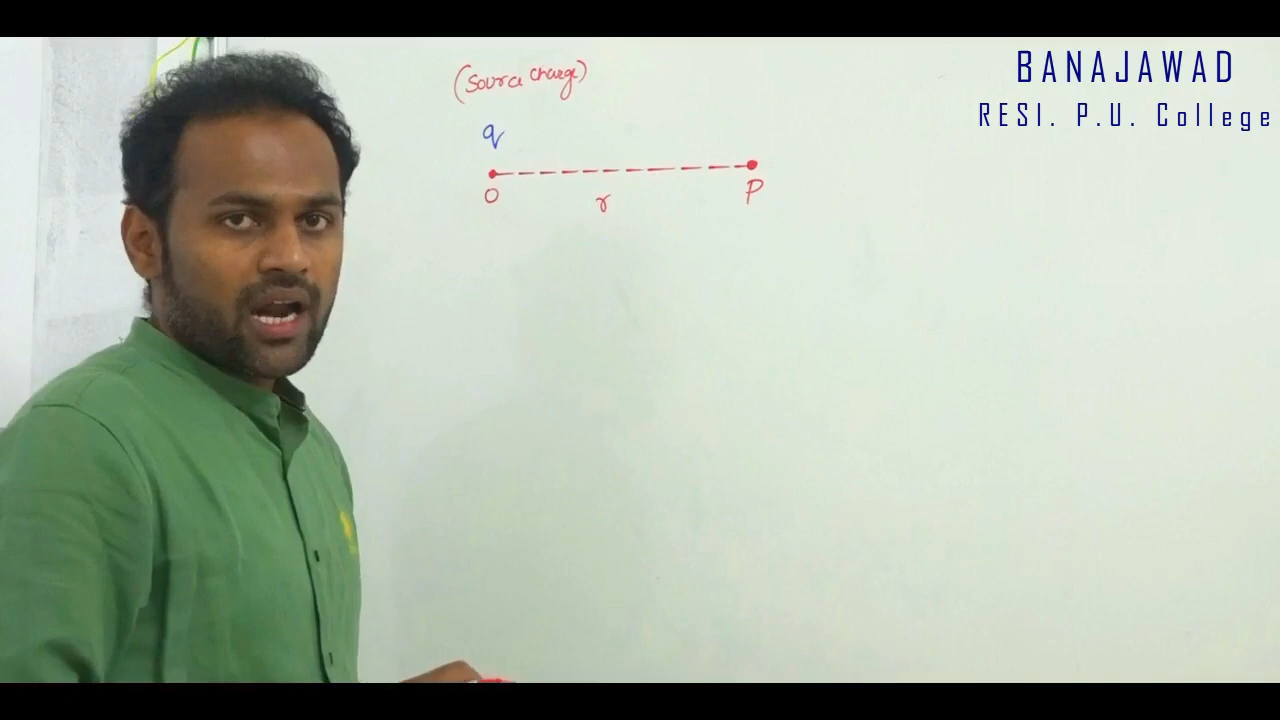 (Source charge)
q
O r P
BANAJAWAD
RESI. P.U. College